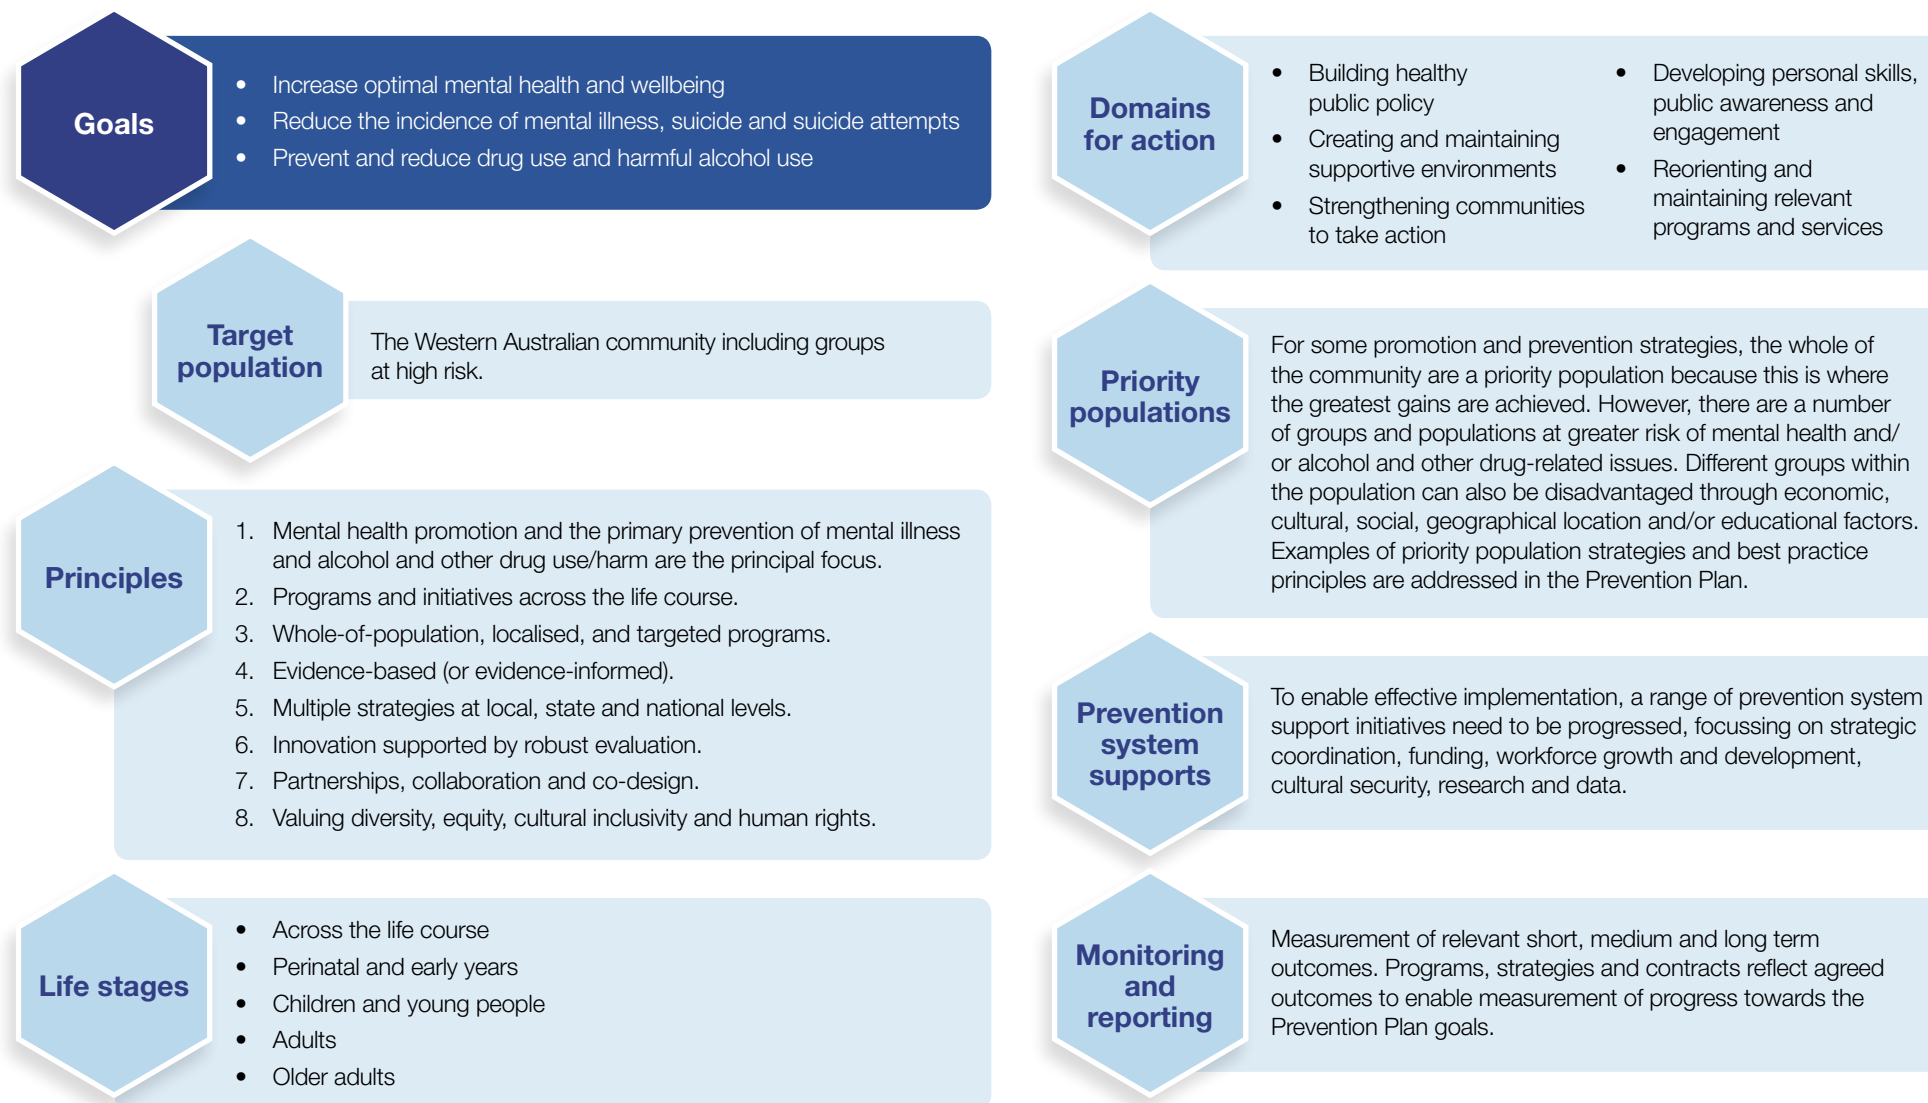 Goals
• Increase optimal mental health and wellbeing
• Reduce the incidence of mental illness, suicide and suicide attempts
• Prevent and reduce drug use and harmful alcohol use
Target
population
The Western Australian community including groups
at high risk.
Principles
1. Mental health promotion and the primary prevention of mental illness
and alcohol and other drug use/harm are the principal focus.
2. Programs and initiatives across the life course.
3. Whole-of-population, localised, and targeted programs.
4. Evidence-based (or evidence-informed).
5. Multiple strategies at local, state and national levels.
6. Innovation supported by robust evaluation.
7. Partnerships, collaboration and co-design.
8. Valuing diversity, equity, cultural inclusivity and human rights.
Life stages
• Across the life course
• Perinatal and early years
• Children and young people
• Adults
• Older adults
Domains
for action
• Building healthy
public policy
• Creating and maintaining
supportive environments
• Strengthening communities
to take action
• Developing personal skills,
public awareness and
engagement
• Reorienting and
maintaining relevant
programs and services
Priority
populations
For some promotion and prevention strategies, the whole of
the community are a priority population because this is where
the greatest gains are achieved. However, there are a number
of groups and populations at greater risk of mental health and/
or alcohol and other drug-related issues. Different groups within
the population can also be disadvantaged through economic,
cultural, social, geographical location and/or educational factors.
Examples of priority population strategies and best practice
principles are addressed in the Prevention Plan.
Prevention
system
supports
To enable effective implementation, a range of prevention system
support initiatives need to be progressed, focussing on strategic
coordination, funding, workforce growth and development,
cultural security, research and data.
Monitoring
and
reporting
Measurement of relevant short, medium and long term
outcomes. Programs, strategies and contracts reflect agreed
outcomes to enable measurement of progress towards the
Prevention Plan goals.